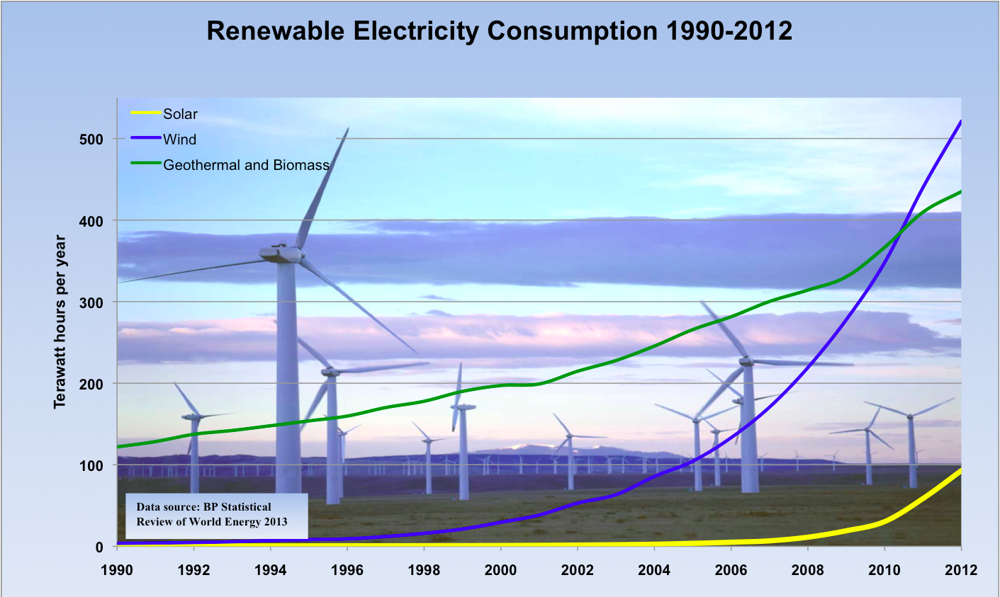 Renewable Electricity Consumption 1990-2012
Solar
Wind
Geothermal and Biomass
Terawatt hours per year
500
400
300
200
100
0
Data source: BP Statistical
Review of World Energy 2013
1990 1992 1994 1996 1998 2000 2002 2004 2006 2008 2010 2012